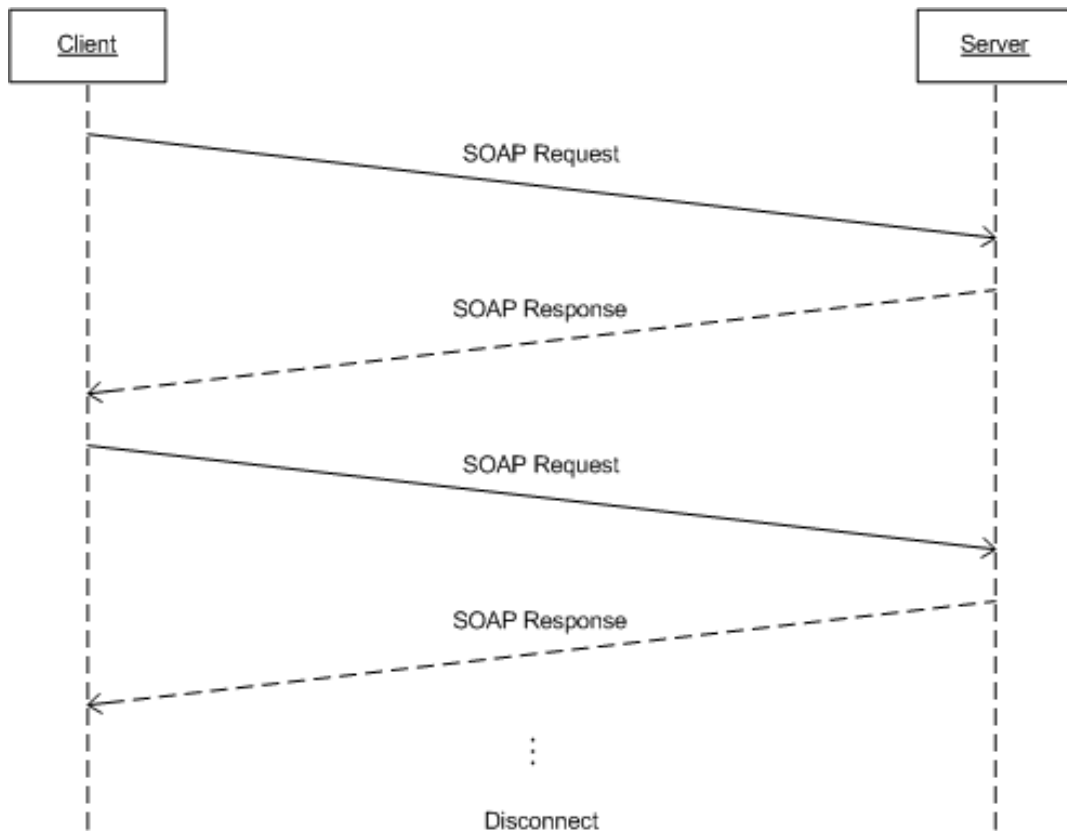 Client
Server
SOAP Request
SOAP Response
SOAP Request
SOAP Response
⋮
Disconnect